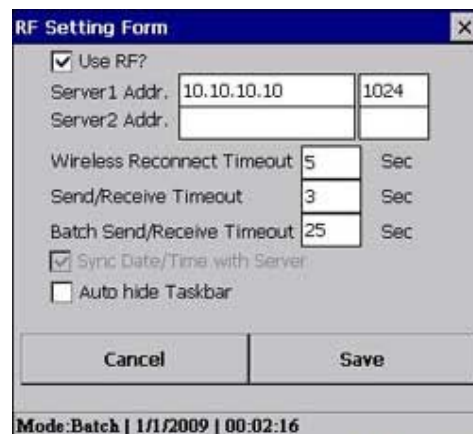 RF Setting Form
Use RF?
Server1 Addr. 10.10.10.10 1024
Server2 Addr.
Wireless Reconnect Timeout 5 Sec
Send/Receive Timeout 3 Sec
Batch Send/Receive Timeout 25 Sec
Sync Date/Time with Server
Auto hide Taskbar
Cancel Save
Mode:Batch | 1/1/2009 | 00:02:16